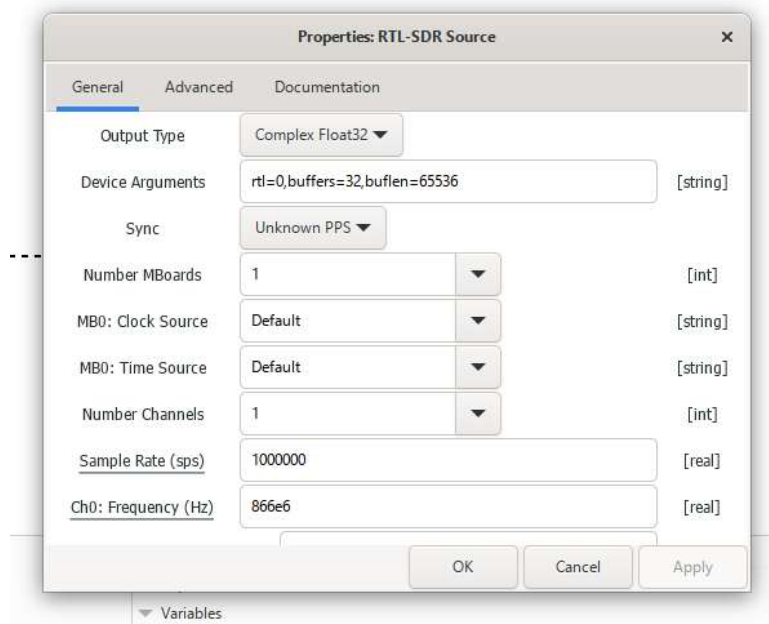 Properties: RTL-SDR Source ×
General Advanced Documentation
Output Type Complex Float32
Device Arguments rtl=0,buffers=32,buflen=65536 [string]
Sync Unknown PPS
Number MBoards 1 [int]
MB0: Clock Source Default [string]
MB0: Time Source Default [string]
Number Channels 1 [int]
Sample Rate (sps) 1000000 [real]
Ch0: Frequency (Hz) 866e6 [real]
OK Cancel Apply
Variables